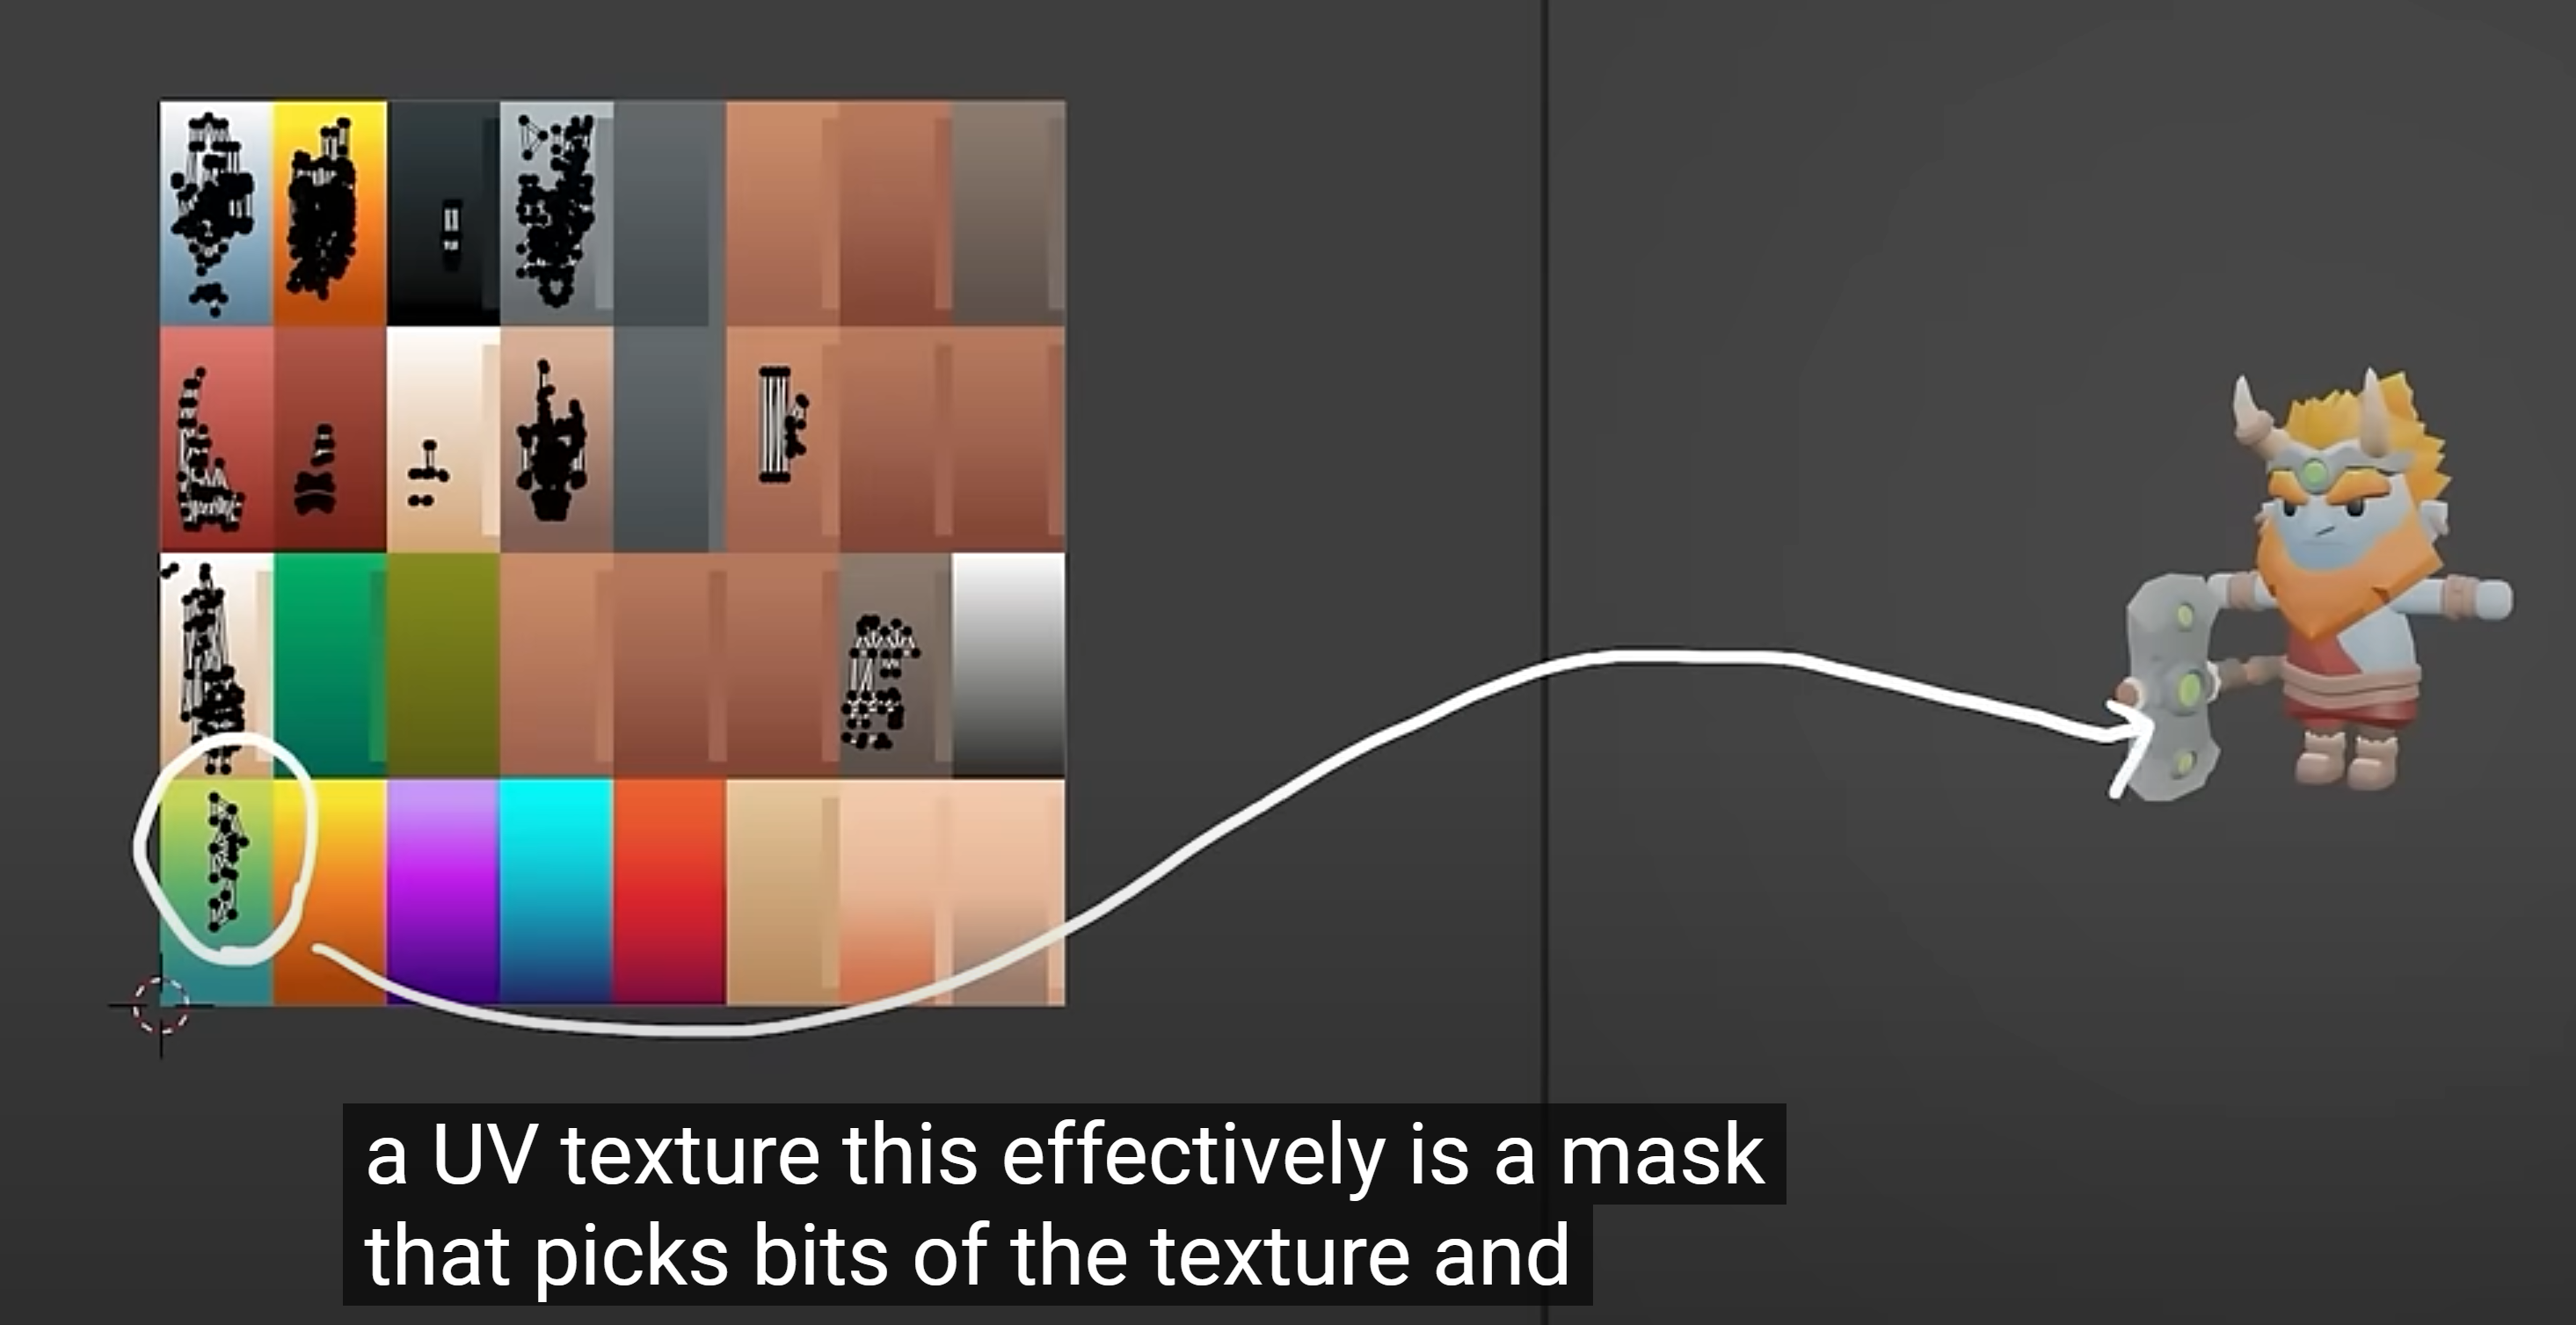 a UV texture this effectively is a mask
that picks bits of the texture and